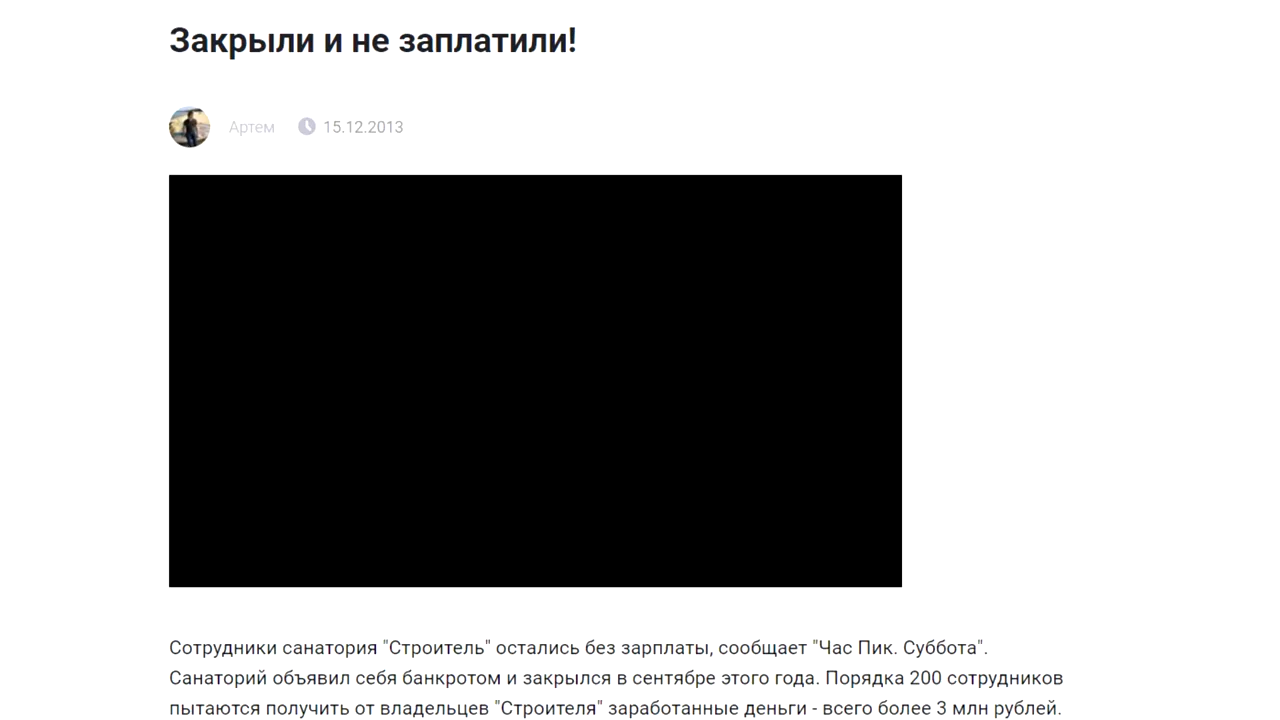 Закрыли и не заплатили!
Артем 15.12.2013
Сотрудники санатория "Строитель" остались без зарплаты, сообщает "Час Пик. Суббота".
Санаторий объявил себя банкротом и закрылся в сентябре этого года. Порядка 200 сотрудников
пытаются получить от владельцев "Строителя" заработанные деньги - всего более 3 млн рублей.